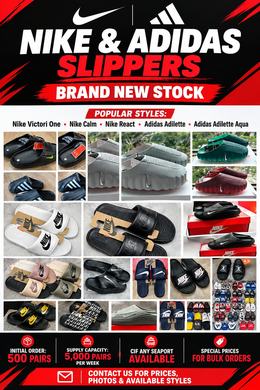 NIKE & ADIDAS
SLIPPERS
BRAND NEW STOCK
POPULAR STYLES:
Nike Victori One • Nike Calm • Nike React • Adidas Adilette • Adidas Adilette Aqua
INITIAL ORDER:
500 PAIRS
SUPPLY CAPACITY:
5,000 PAIRS
PER WEEK
CIF ANY SEAPORT
AVAILABLE
SPECIAL PRICES
FOR BULK ORDERS
CONTACT US FOR PRICES,
PHOTOS & AVAILABLE STYLES